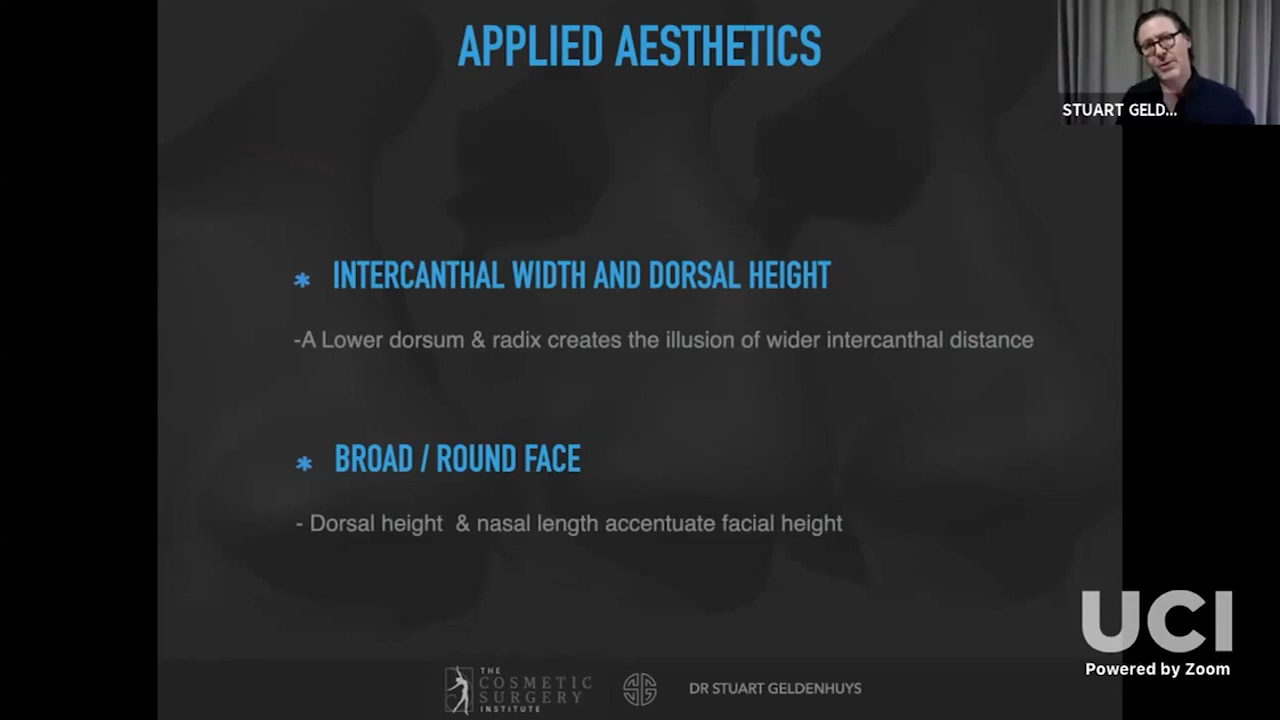 APPLIED AESTHETICS
STUART GELD...
* INTERCANTHAL WIDTH AND DORSAL HEIGHT
-A Lower dorsum & radix creates the illusion of wider intercanthal distance
* BROAD / ROUND FACE
- Dorsal height & nasal length accentuate facial height
UCI
Powered by Zoom
THE
COSMETIC
SURGERY
INSTITUTE
DR STUART GELDENHUYS